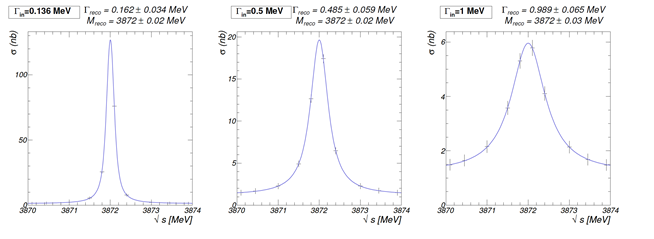 Γin=0.136 MeV
Γreco = 0.162± 0.034 MeV
Mreco = 3872± 0.02 MeV
σ (nb)
100
50
0
3870 3871 3872 3873 3874
√ s [MeV]
Γin=0.5 MeV
Γreco = 0.485± 0.059 MeV
Mreco = 3872± 0.02 MeV
σ (nb)
20
15
10
5
0
3870 3871 3872 3873 3874
√ s [MeV]
Γin=1 MeV
Γreco = 0.989± 0.065 MeV
Mreco = 3872± 0.03 MeV
σ (nb)
6
4
2
0
3870 3871 3872 3873 3874
√ s [MeV]